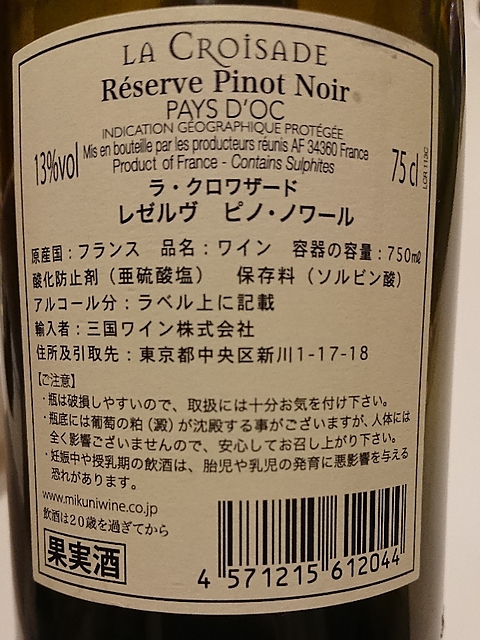 LA CROISADE
Réserve Pinot Noir
PAYS D'OC
INDICATION GÉOGRAPHIQUE PROTÉGÉE
13%vol
Mis en bouteille par les producteurs réunis AF 34360 France
Product of France - Contains Sulphites
75 cl
LCR 113C
ラ・クロワザード
レゼルヴ ピノ・ノワール
原産国:フランス 品名:ワイン 容器の容量:750mℓ
酸化防止剤(亜硫酸塩) 保存料(ソルビン酸)
アルコール分:ラベル上に記載
輸入者:三国ワイン株式会社
住所及引取先:東京都中央区新川1-17-18
【ご注意】
・瓶は破損しやすいので、取扱には十分お気を付け下さい。
・瓶底には葡萄の粕(澱)が沈殿する事がございますが、人体には
全く影響ございませんので、安心してお召し上がり下さい。
・妊娠中や授乳期の飲酒は、胎児や乳児の発育に悪影響を与える
恐れがあります。
www.mikuniwine.co.jp
飲酒は20歳を過ぎてから
果実酒
4 571215 612044